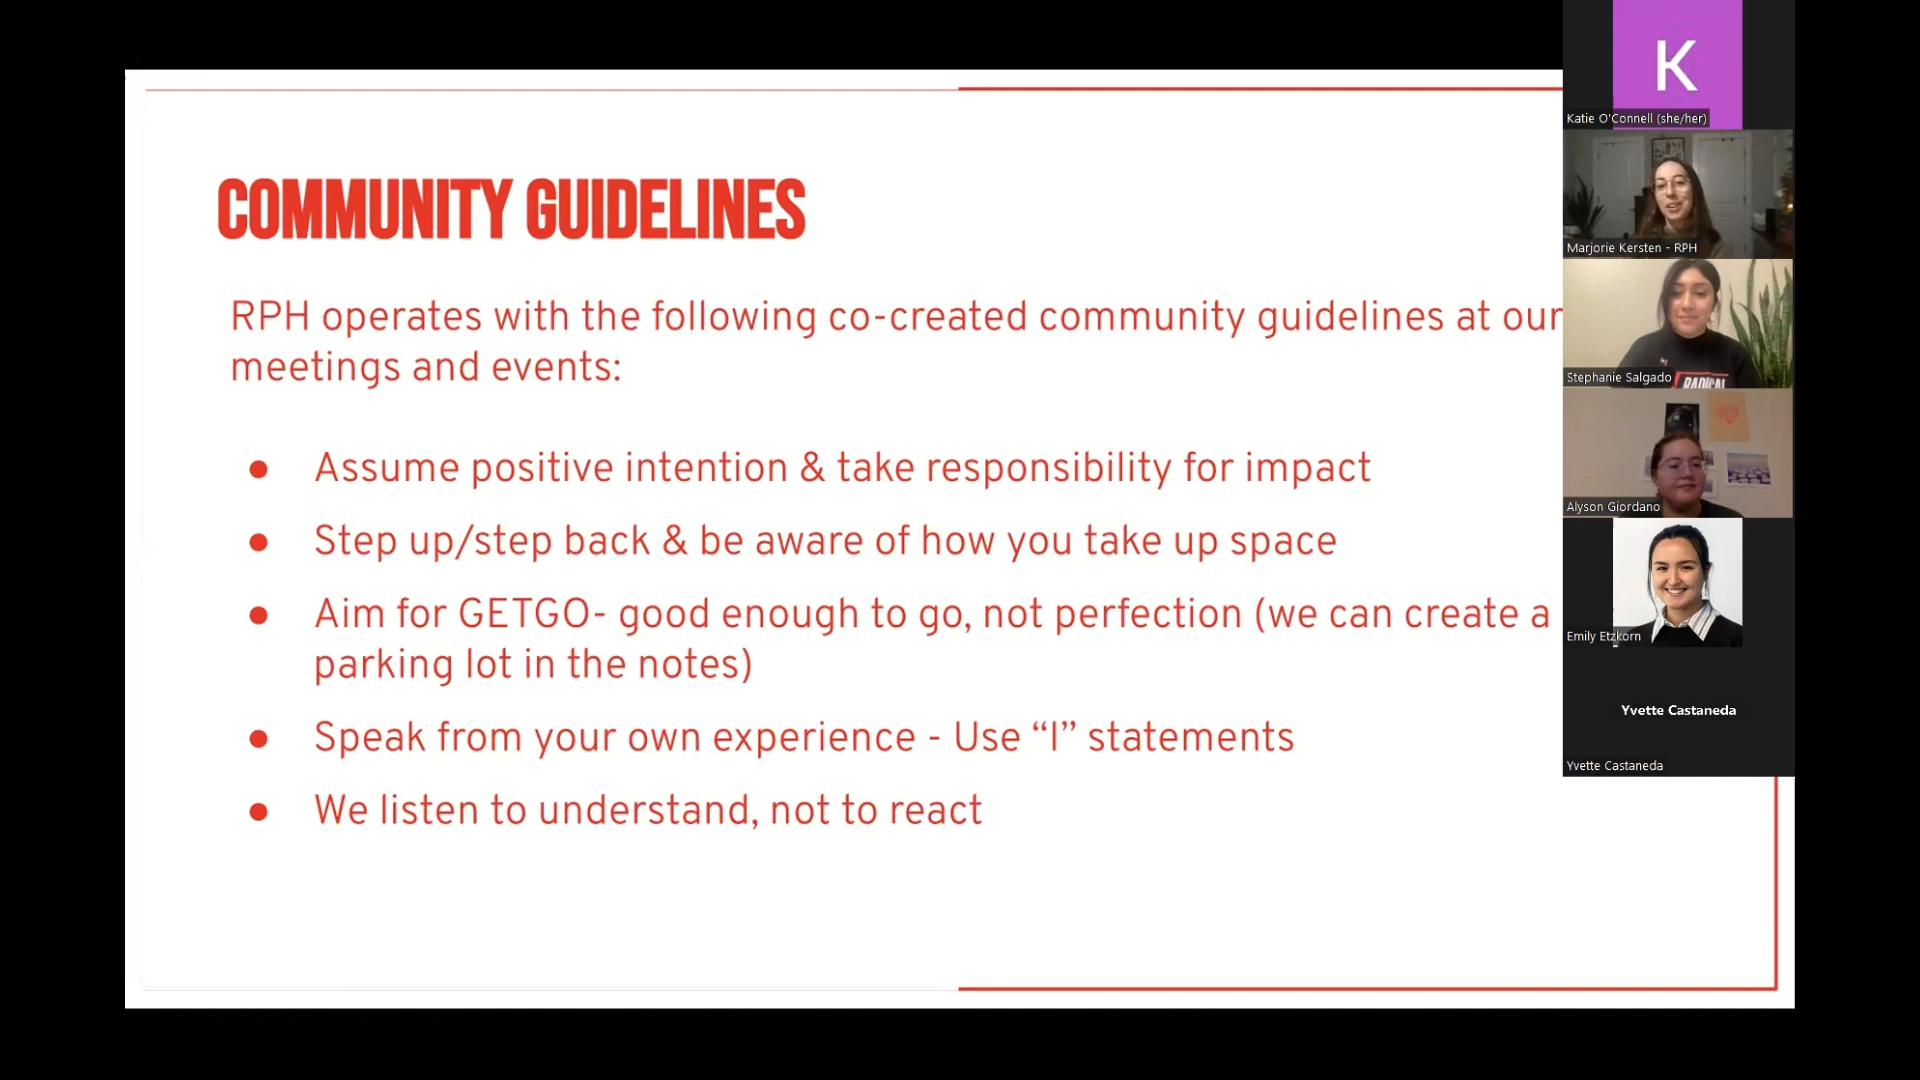 COMMUNITY GUIDELINES
RPH operates with the following co-created community guidelines at our
meetings and events:
● Assume positive intention & take responsibility for impact
● Step up/step back & be aware of how you take up space
● Aim for GETGO- good enough to go, not perfection (we can create a
parking lot in the notes)
● Speak from your own experience - Use “I” statements
● We listen to understand, not to react
K
Katie O'Connell (she/her)
Marjorie Kersten - RPH
RADICAL
Stephanie Salgado
Alyson Giordano
Emily Etzkorn
Yvette Castaneda
Yvette Castaneda